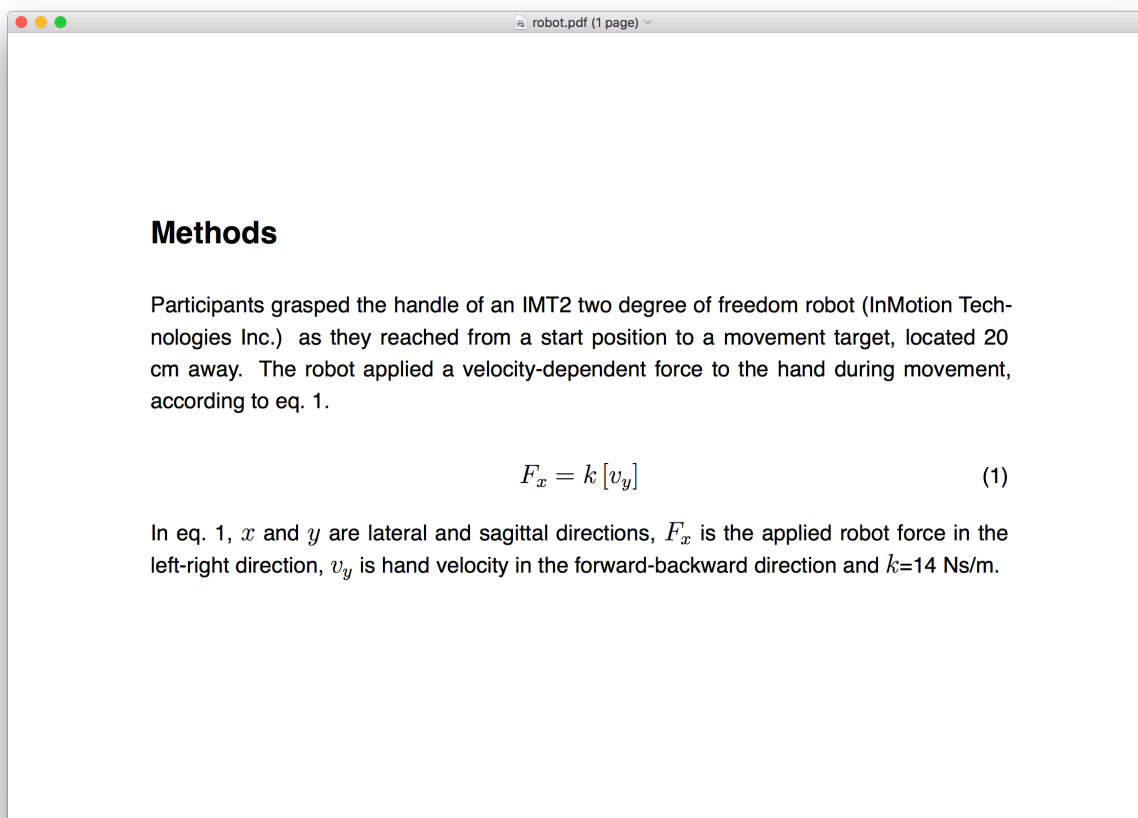 robot.pdf (1 page)
Methods
Participants grasped the handle of an IMT2 two degree of freedom robot (InMotion Tech-
nologies Inc.) as they reached from a start position to a movement target, located 20
cm away. The robot applied a velocity-dependent force to the hand during movement,
according to eq. 1.
F_x = k [v_y] (1)
In eq. 1, x and y are lateral and sagittal directions, F_x is the applied robot force in the
left-right direction, v_y is hand velocity in the forward-backward direction and k=14 Ns/m.